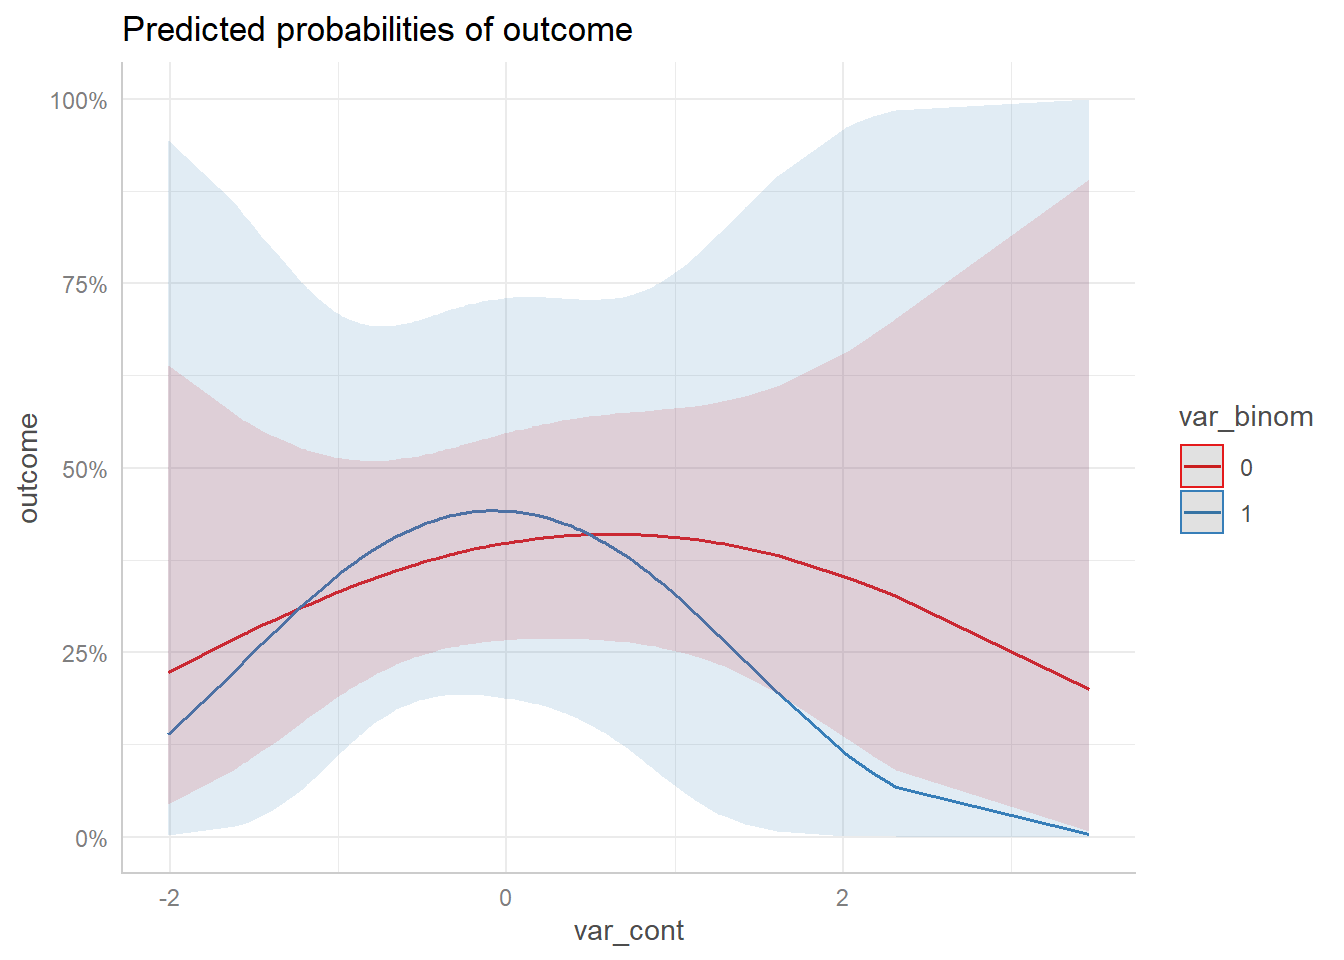 Predicted probabilities of outcome
100%
75%
50%
25%
0%
outcome
-2
0
2
var_cont
var_binom
0
1